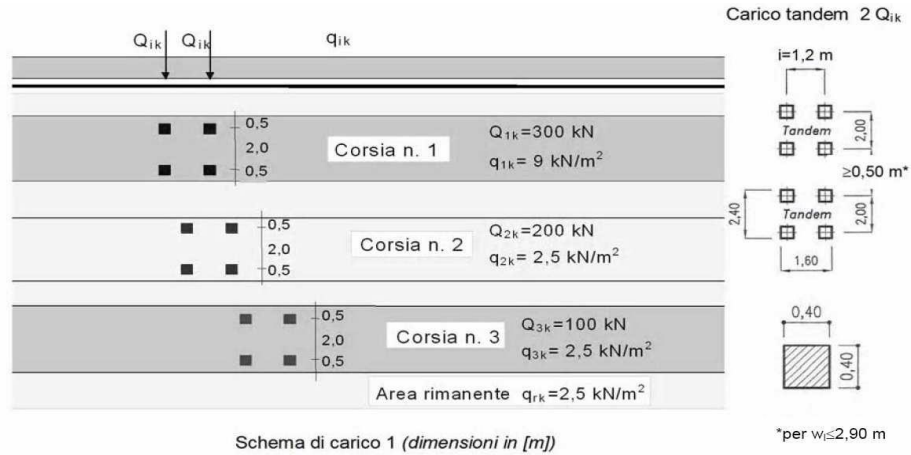 Carico tandem 2 Qik
Qik Qik qik
i=1,2 m
0,5
2,0
0,5
Corsia n. 1
Q1k=300 kN
q1k= 9 kN/m²
Tandem
2,00
≥0,50 m*
0,5
2,0
0,5
Corsia n. 2
Q2k=200 kN
q2k= 2,5 kN/m²
2,40
Tandem
2,00
1,60
0,5
2,0
0,5
Corsia n. 3
Q3k=100 kN
q3k= 2,5 kN/m²
0,40
0,40
Area rimanente qrk=2,5 kN/m²
Schema di carico 1 (dimensioni in [m])
*per wl≤2,90 m